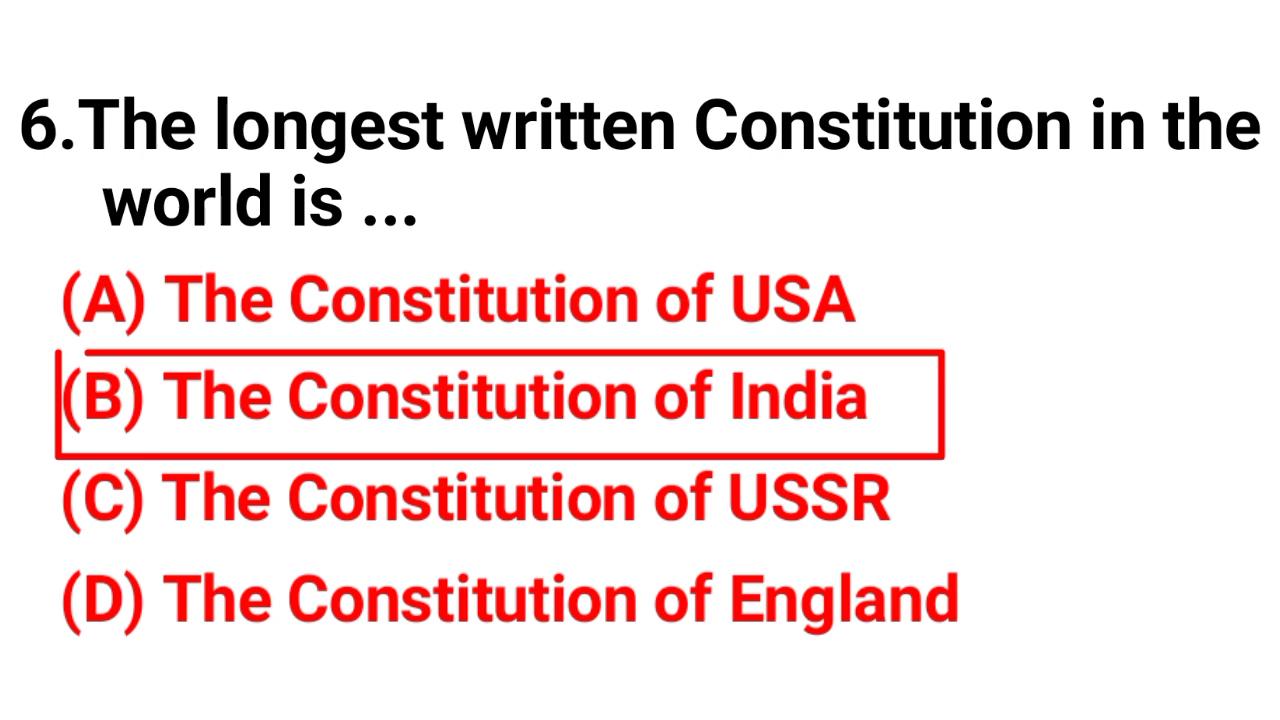 6.The longest written Constitution in the
world is ...
(A) The Constitution of USA
(B) The Constitution of India
(C) The Constitution of USSR
(D) The Constitution of England